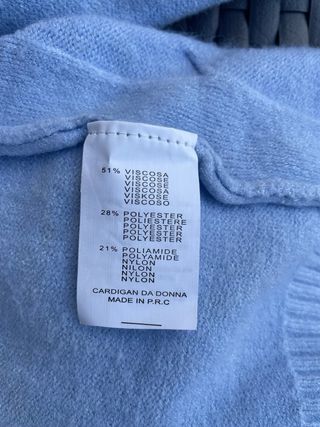 51% VISCOSA
VISCOSE
VISCOSE
VISCOSA
VISKOSE
VISCOSO
28% POLYESTER
POLIESTERE
POLYESTER
POLYESTER
POLYESTER
21% POLIAMIDE
POLYAMIDE
NYLON
NILON
NYLON
NYLON
CARDIGAN DA DONNA
MADE IN P.R.C